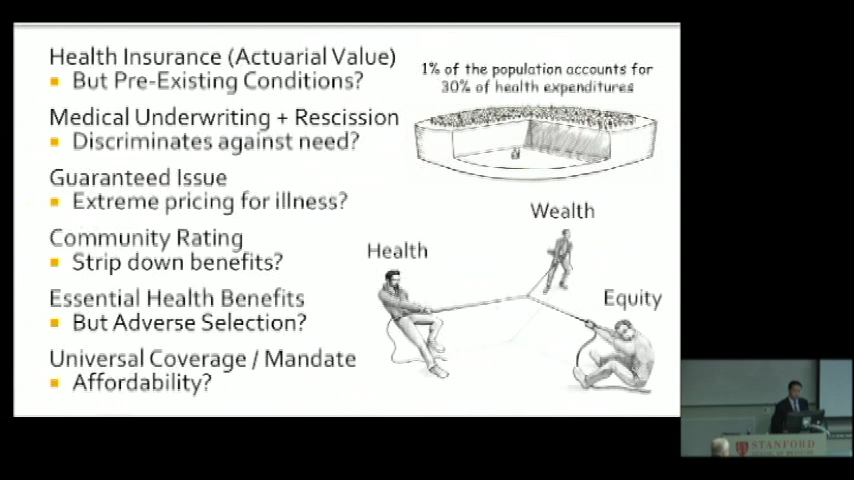 Health Insurance (Actuarial Value)
But Pre-Existing Conditions?
Medical Underwriting + Rescission
Discriminates against need?
Guaranteed Issue
Extreme pricing for illness?
Community Rating
Strip down benefits?
Essential Health Benefits
But Adverse Selection?
Universal Coverage / Mandate
Affordability?
1% of the population accounts for
30% of health expenditures
Wealth
Health
Equity
STANFORD